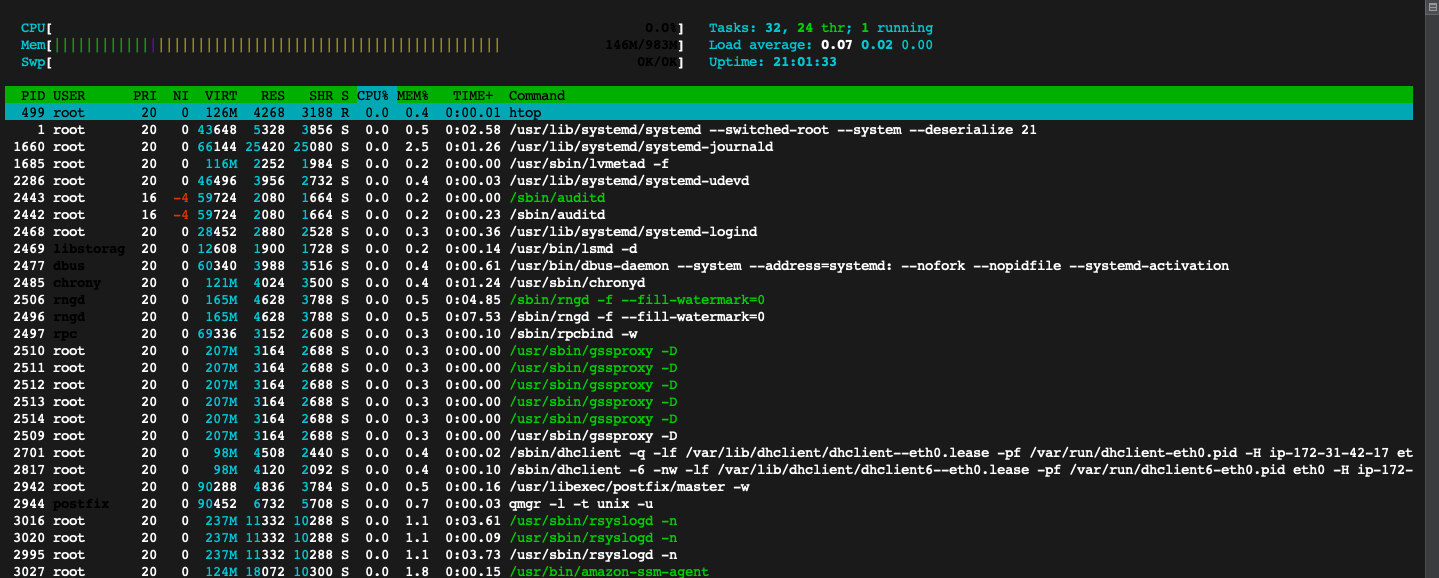 CPU[ 0.0%] Tasks: 32, 24 thr; 1 running
Mem[||||||||||||||||||||||||||||||||||||||||||||||||||||||||146M/983M] Load average: 0.07 0.02 0.00
Swp[ 0K/0K] Uptime: 21:01:33
PID USER PRI NI VIRT RES SHR S CPU% MEM% TIME+ Command
499 root 20 0 126M 4268 3188 R 0.0 0.4 0:00.01 htop
1 root 20 0 43648 5328 3856 S 0.0 0.5 0:02.58 /usr/lib/systemd/systemd --switched-root --system --deserialize 21
1660 root 20 0 66144 25420 25080 S 0.0 2.5 0:01.26 /usr/lib/systemd/systemd-journald
1685 root 20 0 116M 2252 1984 S 0.0 0.2 0:00.00 /usr/sbin/lvmetad -f
2286 root 20 0 46496 3956 2732 S 0.0 0.4 0:00.03 /usr/lib/systemd/systemd-udevd
2443 root 16 -4 59724 2080 1664 S 0.0 0.2 0:00.00 /sbin/auditd
2442 root 16 -4 59724 2080 1664 S 0.0 0.2 0:00.23 /sbin/auditd
2468 root 20 0 28452 2880 2528 S 0.0 0.3 0:00.36 /usr/lib/systemd/systemd-logind
2469 libstorag 20 0 12608 1900 1728 S 0.0 0.2 0:00.14 /usr/bin/lsmd -d
2477 dbus 20 0 60340 3988 3516 S 0.0 0.4 0:00.61 /usr/bin/dbus-daemon --system --address=systemd: --nofork --nopidfile --systemd-activation
2485 chrony 20 0 121M 4024 3500 S 0.0 0.4 0:01.24 /usr/sbin/chronyd
2506 rngd 20 0 165M 4628 3788 S 0.0 0.5 0:04.85 /sbin/rngd -f --fill-watermark=0
2496 rngd 20 0 165M 4628 3788 S 0.0 0.5 0:07.53 /sbin/rngd -f --fill-watermark=0
2497 rpc 20 0 69336 3152 2608 S 0.0 0.3 0:00.10 /sbin/rpcbind -w
2510 root 20 0 207M 3164 2688 S 0.0 0.3 0:00.00 /usr/sbin/gssproxy -D
2511 root 20 0 207M 3164 2688 S 0.0 0.3 0:00.00 /usr/sbin/gssproxy -D
2512 root 20 0 207M 3164 2688 S 0.0 0.3 0:00.00 /usr/sbin/gssproxy -D
2513 root 20 0 207M 3164 2688 S 0.0 0.3 0:00.00 /usr/sbin/gssproxy -D
2514 root 20 0 207M 3164 2688 S 0.0 0.3 0:00.00 /usr/sbin/gssproxy -D
2509 root 20 0 207M 3164 2688 S 0.0 0.3 0:00.00 /usr/sbin/gssproxy -D
2701 root 20 0 98M 4508 2440 S 0.0 0.4 0:00.02 /sbin/dhclient -q -lf /var/lib/dhclient/dhclient--eth0.lease -pf /var/run/dhclient-eth0.pid -H ip-172-31-42-17 et
2817 root 20 0 98M 4120 2092 S 0.0 0.4 0:00.10 /sbin/dhclient -6 -nw -lf /var/lib/dhclient/dhclient6--eth0.lease -pf /var/run/dhclient6-eth0.pid eth0 -H ip-172-
2942 root 20 0 90288 4836 3784 S 0.0 0.5 0:00.16 /usr/libexec/postfix/master -w
2944 postfix 20 0 90452 6732 5708 S 0.0 0.7 0:00.03 qmgr -l -t unix -u
3016 root 20 0 237M 11332 10288 S 0.0 1.1 0:03.61 /usr/sbin/rsyslogd -n
3020 root 20 0 237M 11332 10288 S 0.0 1.1 0:00.09 /usr/sbin/rsyslogd -n
2995 root 20 0 237M 11332 10288 S 0.0 1.1 0:03.73 /usr/sbin/rsyslogd -n
3027 root 20 0 124M 18072 10300 S 0.0 1.8 0:00.15 /usr/bin/amazon-ssm-agent